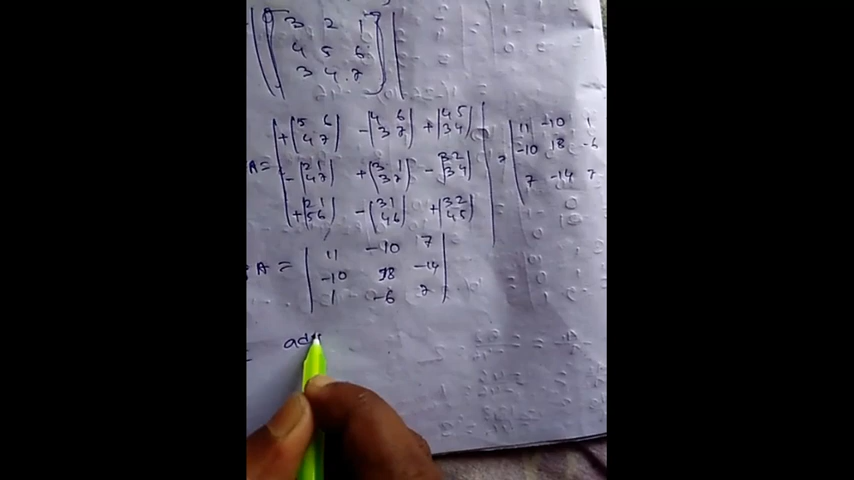 3 2 1
4 5 6
3 4 7
A = +|5 6| -|4 6| +|4 5| 11 -10 1
4 7 3 7 3 4 -10 18 -6
-|2 1| +|3 1| -|3 2| 7 -14 7
4 7 3 7 3 4
+|2 1| -|3 1| +|3 2|
5 6 4 6 4 5
A = 11 -10 7
-10 18 -14
1 -6 7
= adj